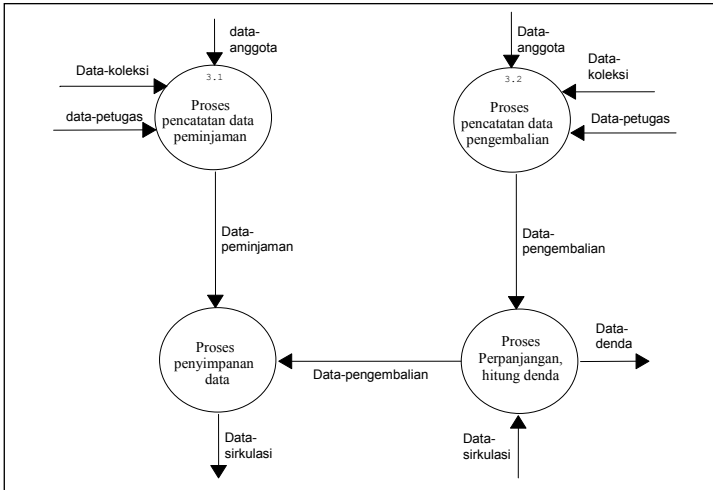 data-
anggota
Data-koleksi
data-petugas
3.1
Proses
pencatatan data
peminjaman
Data-
anggota
Data-
koleksi
Data-petugas
3.2
Proses
pencatatan data
pengembalian
Data-
peminjaman
Data-
pengembalian
Proses
penyimpanan
data
Data-pengembalian
Proses
Perpanjangan,
hitung denda
Data-
denda
Data-
sirkulasi
Data-
sirkulasi